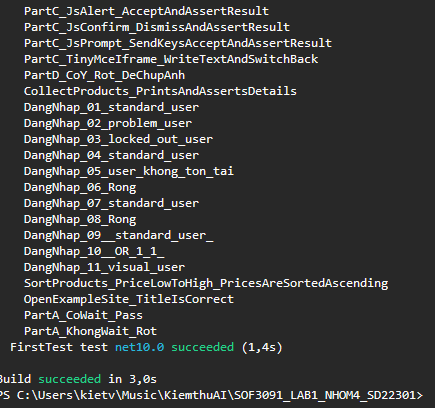 PartC_JsAlert_AcceptAndAssertResult
PartC_JsConfirm_DismissAndAssertResult
PartC_JsPrompt_SendKeysAcceptAndAssertResult
PartC_TinyMceIframe_WriteTextAndSwitchBack
PartD_CoY_Rot_DeChupAnh
CollectProducts_PrintsAndAssertsDetails
DangNhap_01_standard_user
DangNhap_02_problem_user
DangNhap_03_locked_out_user
DangNhap_04_standard_user
DangNhap_05_user_khong_ton_tai
DangNhap_06_Rong
DangNhap_07_standard_user
DangNhap_08_Rong
DangNhap_09__standard_user_
DangNhap_10__OR_1_1_
DangNhap_11_visual_user
SortProducts_PriceLowToHigh_PricesAreSortedAscending
OpenExampleSite_TitleIsCorrect
PartA_CoWait_Pass
PartA_KhongWait_Rot
FirstTest test net10.0 succeeded (1,4s)
Build succeeded in 3,0s
PS C:\Users\kietv\Music\KiemthuAI\SOF3091_LAB1_NHOM4_SD22301>